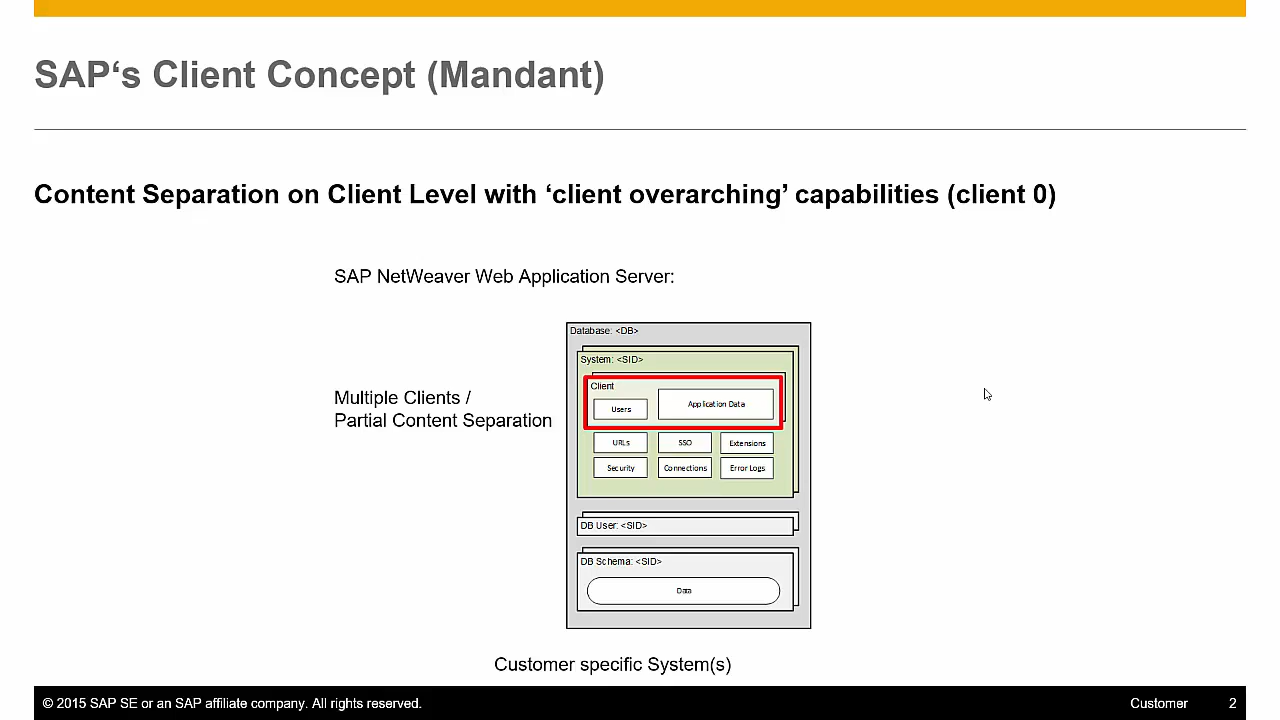 SAP‘s Client Concept (Mandant)
Content Separation on Client Level with ‘client overarching’ capabilities (client 0)
SAP NetWeaver Web Application Server:
Multiple Clients /
Partial Content Separation
Database: <DB>
System: <SID>
Client
Users
Application Data
URLs
SSO
Extensions
Security
Connections
Error Logs
DB User: <SID>
DB Schema: <SID>
Data
Customer specific System(s)
© 2015 SAP SE or an SAP affiliate company. All rights reserved.
Customer
2